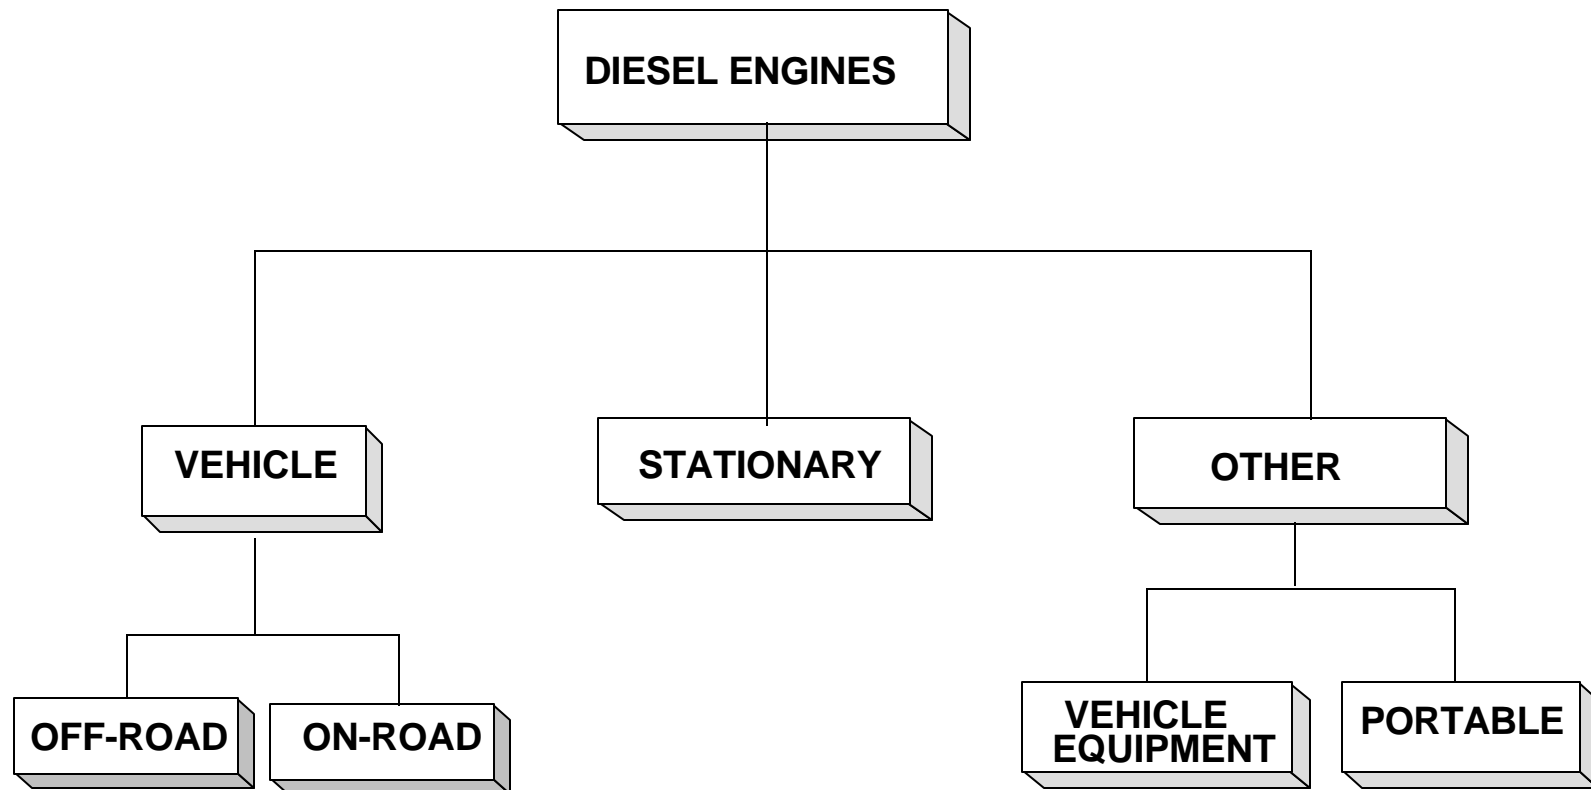 DIESEL ENGINES
VEHICLE
STATIONARY
OTHER
OFF-ROAD
ON-ROAD
VEHICLE
EQUIPMENT
PORTABLE